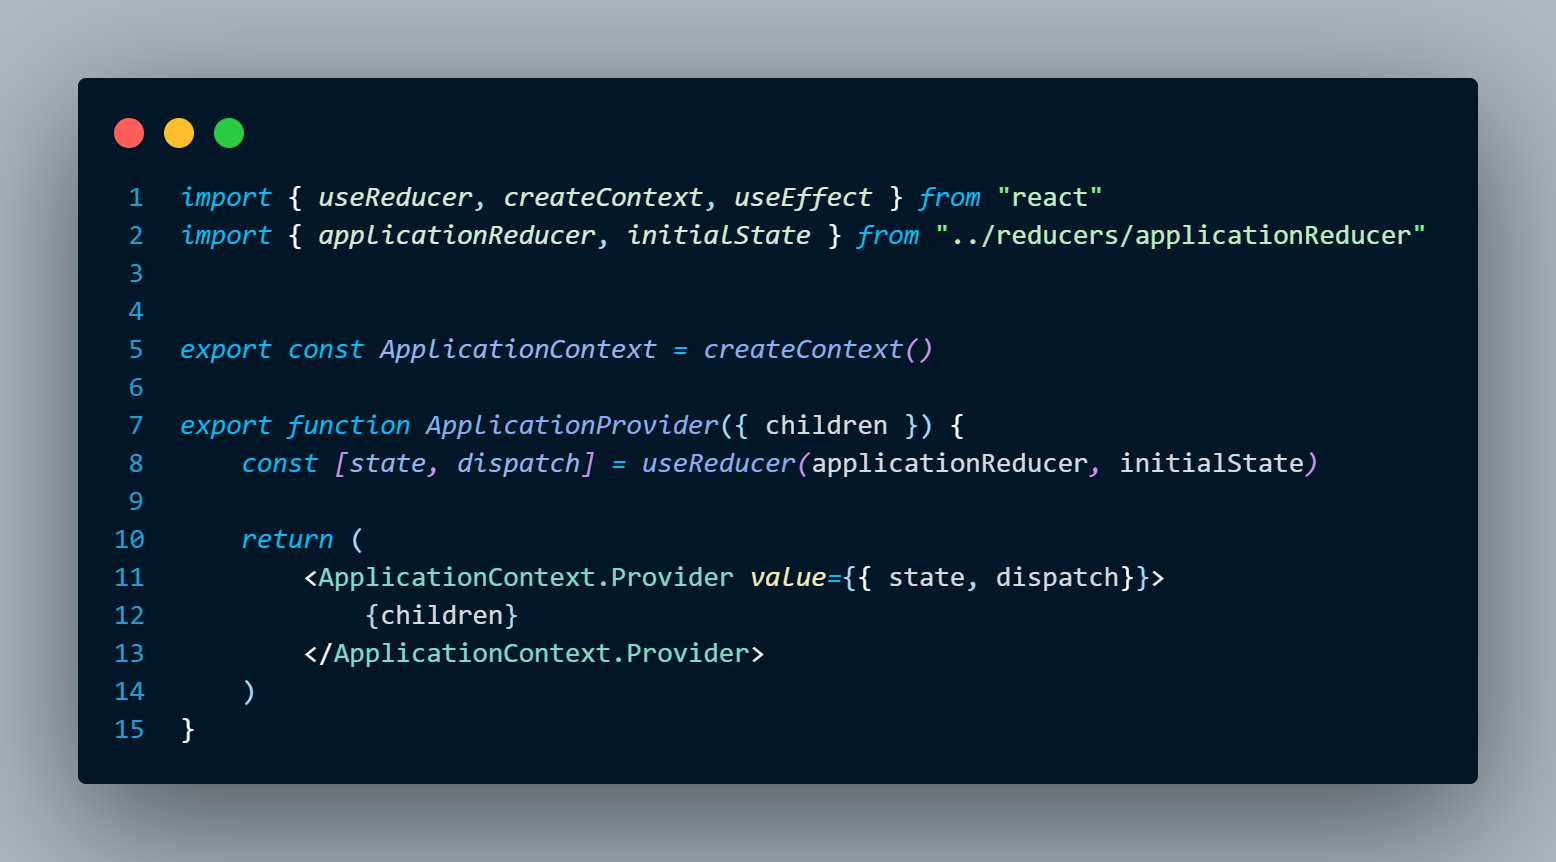 1 import { useReducer, createContext, useEffect } from "react"
2 import { applicationReducer, initialState } from "../reducers/applicationReducer"
3
4
5 export const ApplicationContext = createContext()
6
7 export function ApplicationProvider({ children }) {
8     const [state, dispatch] = useReducer(applicationReducer, initialState)
9
10     return (
11         <ApplicationContext.Provider value={{ state, dispatch}}>
12             {children}
13         </ApplicationContext.Provider>
14     )
15 }